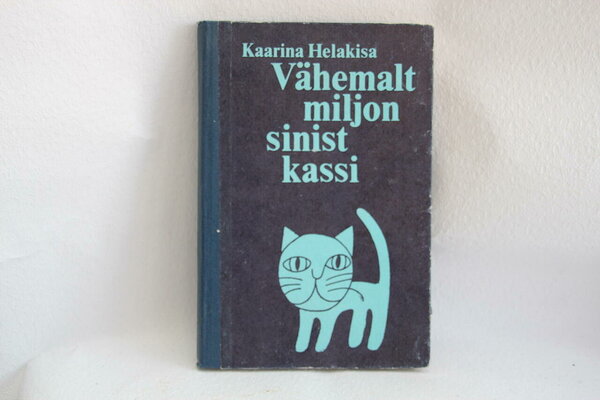 Kaarina Helakisa
Vähemalt
miljon
sinist
kassi